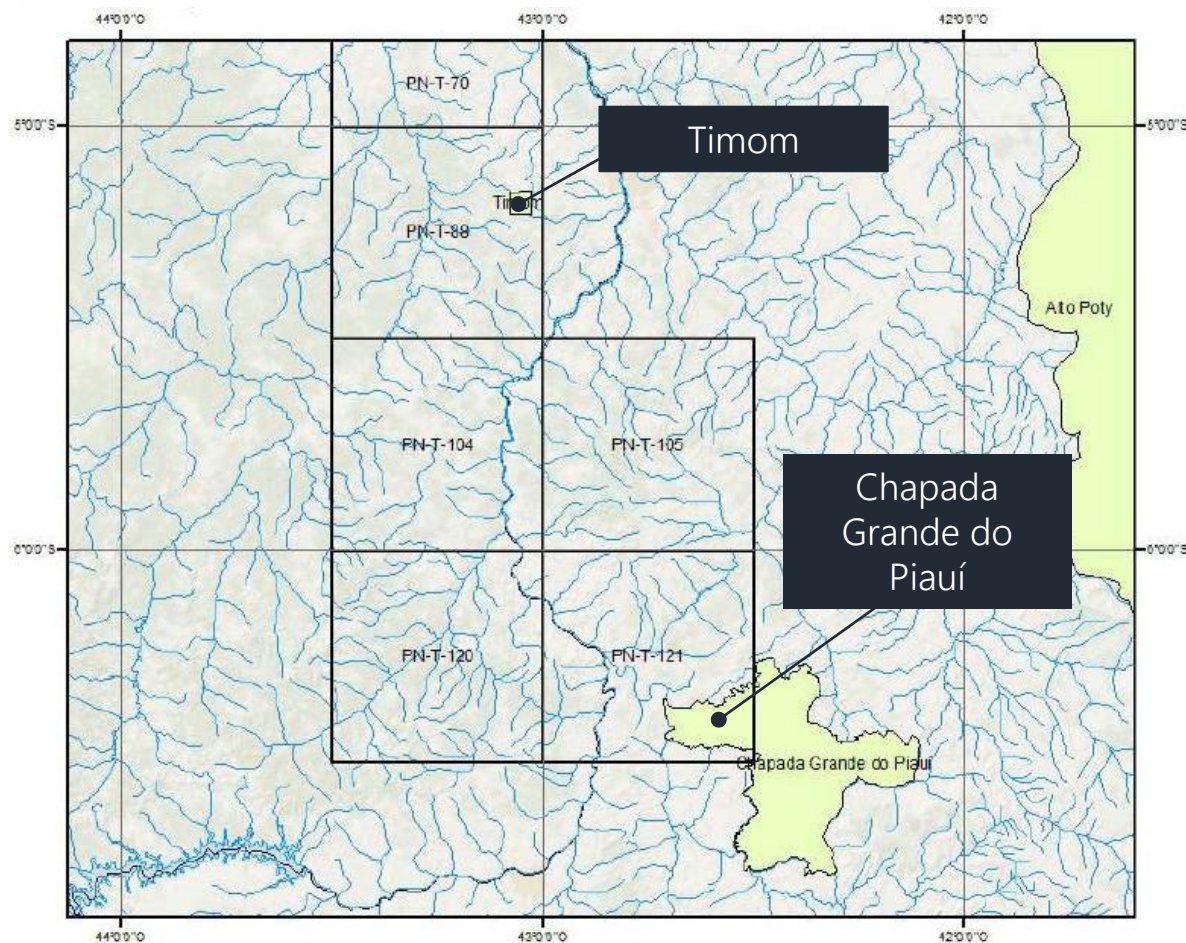 44°0'0"O 43°0'0"O 42°0'0"O
PN-T-70
5°0'0"S Timom 5°0'0"S
PN-T-88
Alto Poty
PN-T-104 PN-T-105
Chapada
Grande do
Piauí
6°0'0"S 6°0'0"S
PN-T-120 PN-T-121
Chapada Grande do Piauí
44°0'0"O 43°0'0"O 42°0'0"O